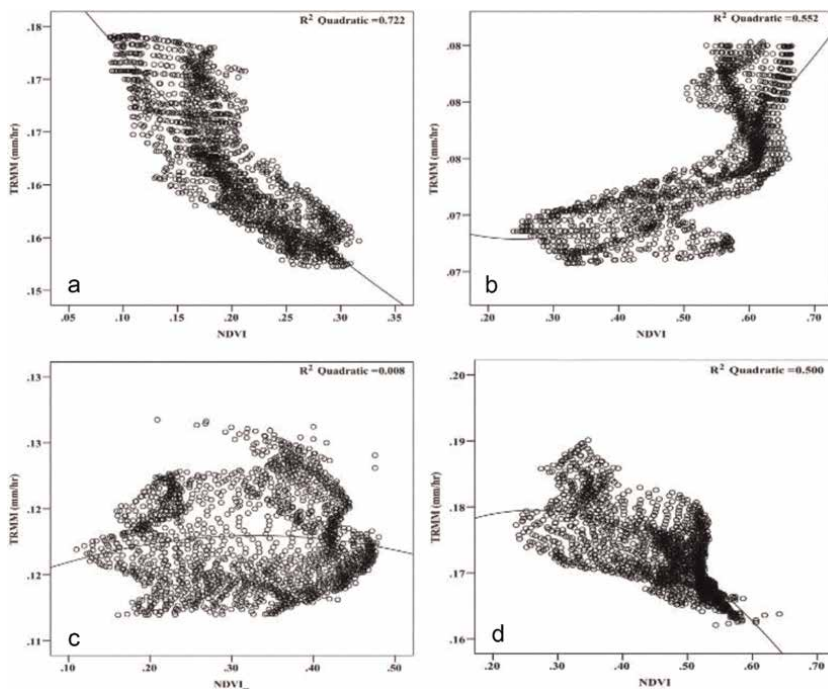 R² Quadratic =0.722
.18
.17
.17
.16
.16
.15
TRMM (mm/hr)
a
.05 .10 .15 .20 .25 .30 .35
NDVI
R² Quadratic =0.552
.08
.08
.08
.07
.07
TRMM (mm/hr)
b
.20 .30 .40 .50 .60 .70
NDVI
R² Quadratic =0.008
.13
.13
.12
.12
.11
TRMM (mm/hr)
c
.10 .20 .30 .40 .50
NDVI_
R² Quadratic =0.500
.20
.19
.18
.17
.16
TRMM (mm/hr)
d
.20 .30 .40 .50 .60 .70
NDVI